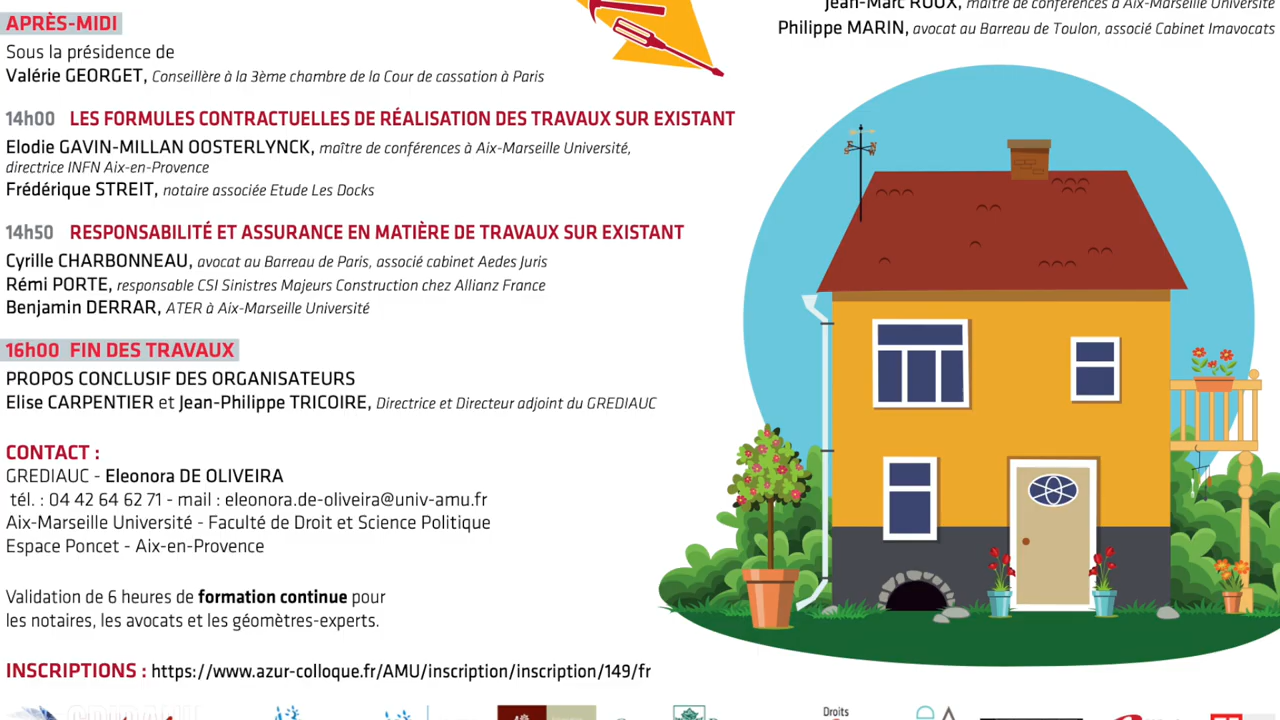 Jean-Marc ROUX, maître de conférences à Aix-Marseille Université
Philippe MARIN, avocat au Barreau de Toulon, associé Cabinet Imavocats
APRÈS-MIDI
Sous la présidence de
Valérie GEORGET, Conseillère à la 3ème chambre de la Cour de cassation à Paris
14h00 LES FORMULES CONTRACTUELLES DE RÉALISATION DES TRAVAUX SUR EXISTANT
Elodie GAVIN-MILLAN OOSTERLYNCK, maître de conférences à Aix-Marseille Université,
directrice INFN Aix-en-Provence
Frédérique STREIT, notaire associée Etude Les Docks
14h50 RESPONSABILITÉ ET ASSURANCE EN MATIÈRE DE TRAVAUX SUR EXISTANT
Cyrille CHARBONNEAU, avocat au Barreau de Paris, associé cabinet Aedes Juris
Rémi PORTE, responsable CSI Sinistres Majeurs Construction chez Allianz France
Benjamin DERRAR, ATER à Aix-Marseille Université
16h00 FIN DES TRAVAUX
PROPOS CONCLUSIF DES ORGANISATEURS
Elise CARPENTIER et Jean-Philippe TRICOIRE, Directrice et Directeur adjoint du GREDIAUC
CONTACT :
GREDIAUC - Eleonora DE OLIVEIRA
tél. : 04 42 64 62 71 - mail : eleonora.de-oliveira@univ-amu.fr
Aix-Marseille Université - Faculté de Droit et Science Politique
Espace Poncet - Aix-en-Provence
Validation de 6 heures de formation continue pour
les notaires, les avocats et les géomètres-experts.
INSCRIPTIONS : https://www.azur-colloque.fr/AMU/inscription/inscription/149/fr
Droits